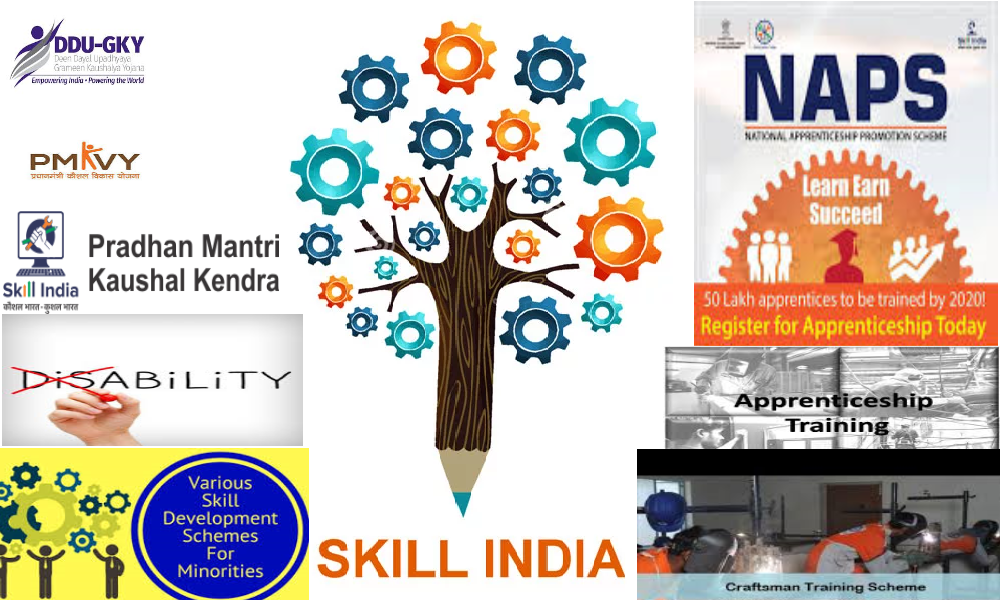 DDU-GKY
Deen Dayal Upadhyaya
Grameen Kaushalya Yojana
Empowering India - Powering the World
PMKVY
प्रधानमंत्री कौशल विकास योजना
Skill India
कौशल भारत - कुशल भारत
Pradhan Mantri
Kaushal Kendra
DiSABiLiTY
Various
Skill
Development
Schemes
For
Minorities
SKILL INDIA
Skill India
NAPS
NATIONAL APPRENTICESHIP PROMOTION SCHEME
Learn Earn
Succeed
50 Lakh apprentices to be trained by 2020!
Register for Apprenticeship Today
Apprenticeship
Training
Craftsman Training Scheme